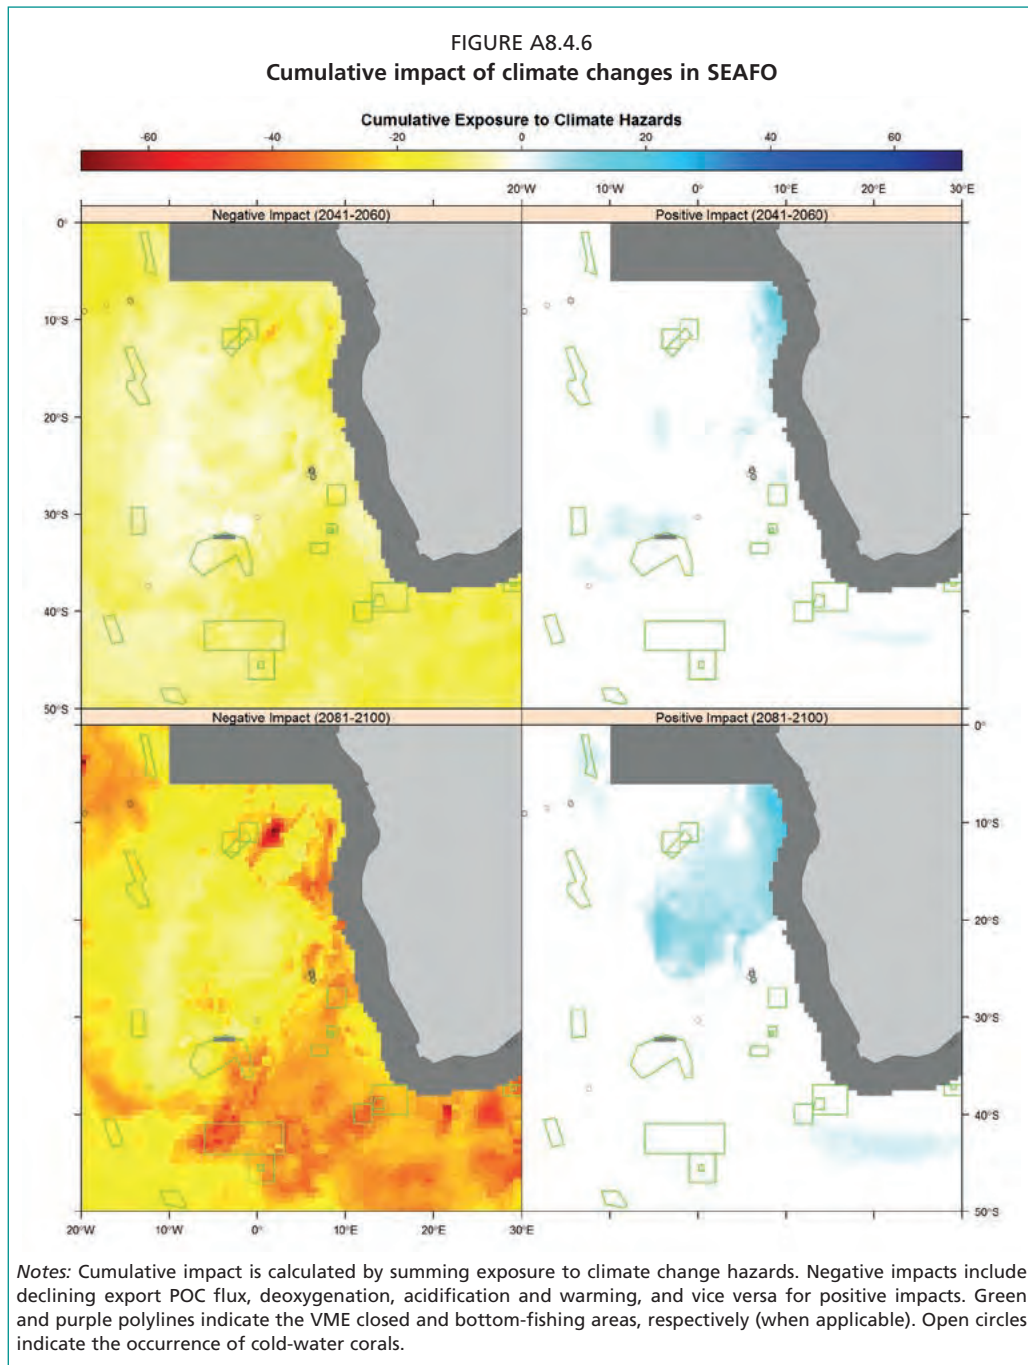 FIGURE A8.4.6
Cumulative impact of climate changes in SEAFO
Cumulative Exposure to Climate Hazards
-60 -40 -20 0 20 40 60
20°W 10°W 0° 10°E 20°E 30°E
Negative Impact (2041-2060) Positive Impact (2041-2060)
0°
10°S
20°S
30°S
40°S
50°S
Negative Impact (2081-2100) Positive Impact (2081-2100)
0°
10°S
20°S
30°S
40°S
50°S
20°W 10°W 0° 10°E 20°E 30°E
Notes: Cumulative impact is calculated by summing exposure to climate change hazards. Negative impacts include
declining export POC flux, deoxygenation, acidification and warming, and vice versa for positive impacts. Green
and purple polylines indicate the VME closed and bottom-fishing areas, respectively (when applicable). Open circles
indicate the occurrence of cold-water corals.